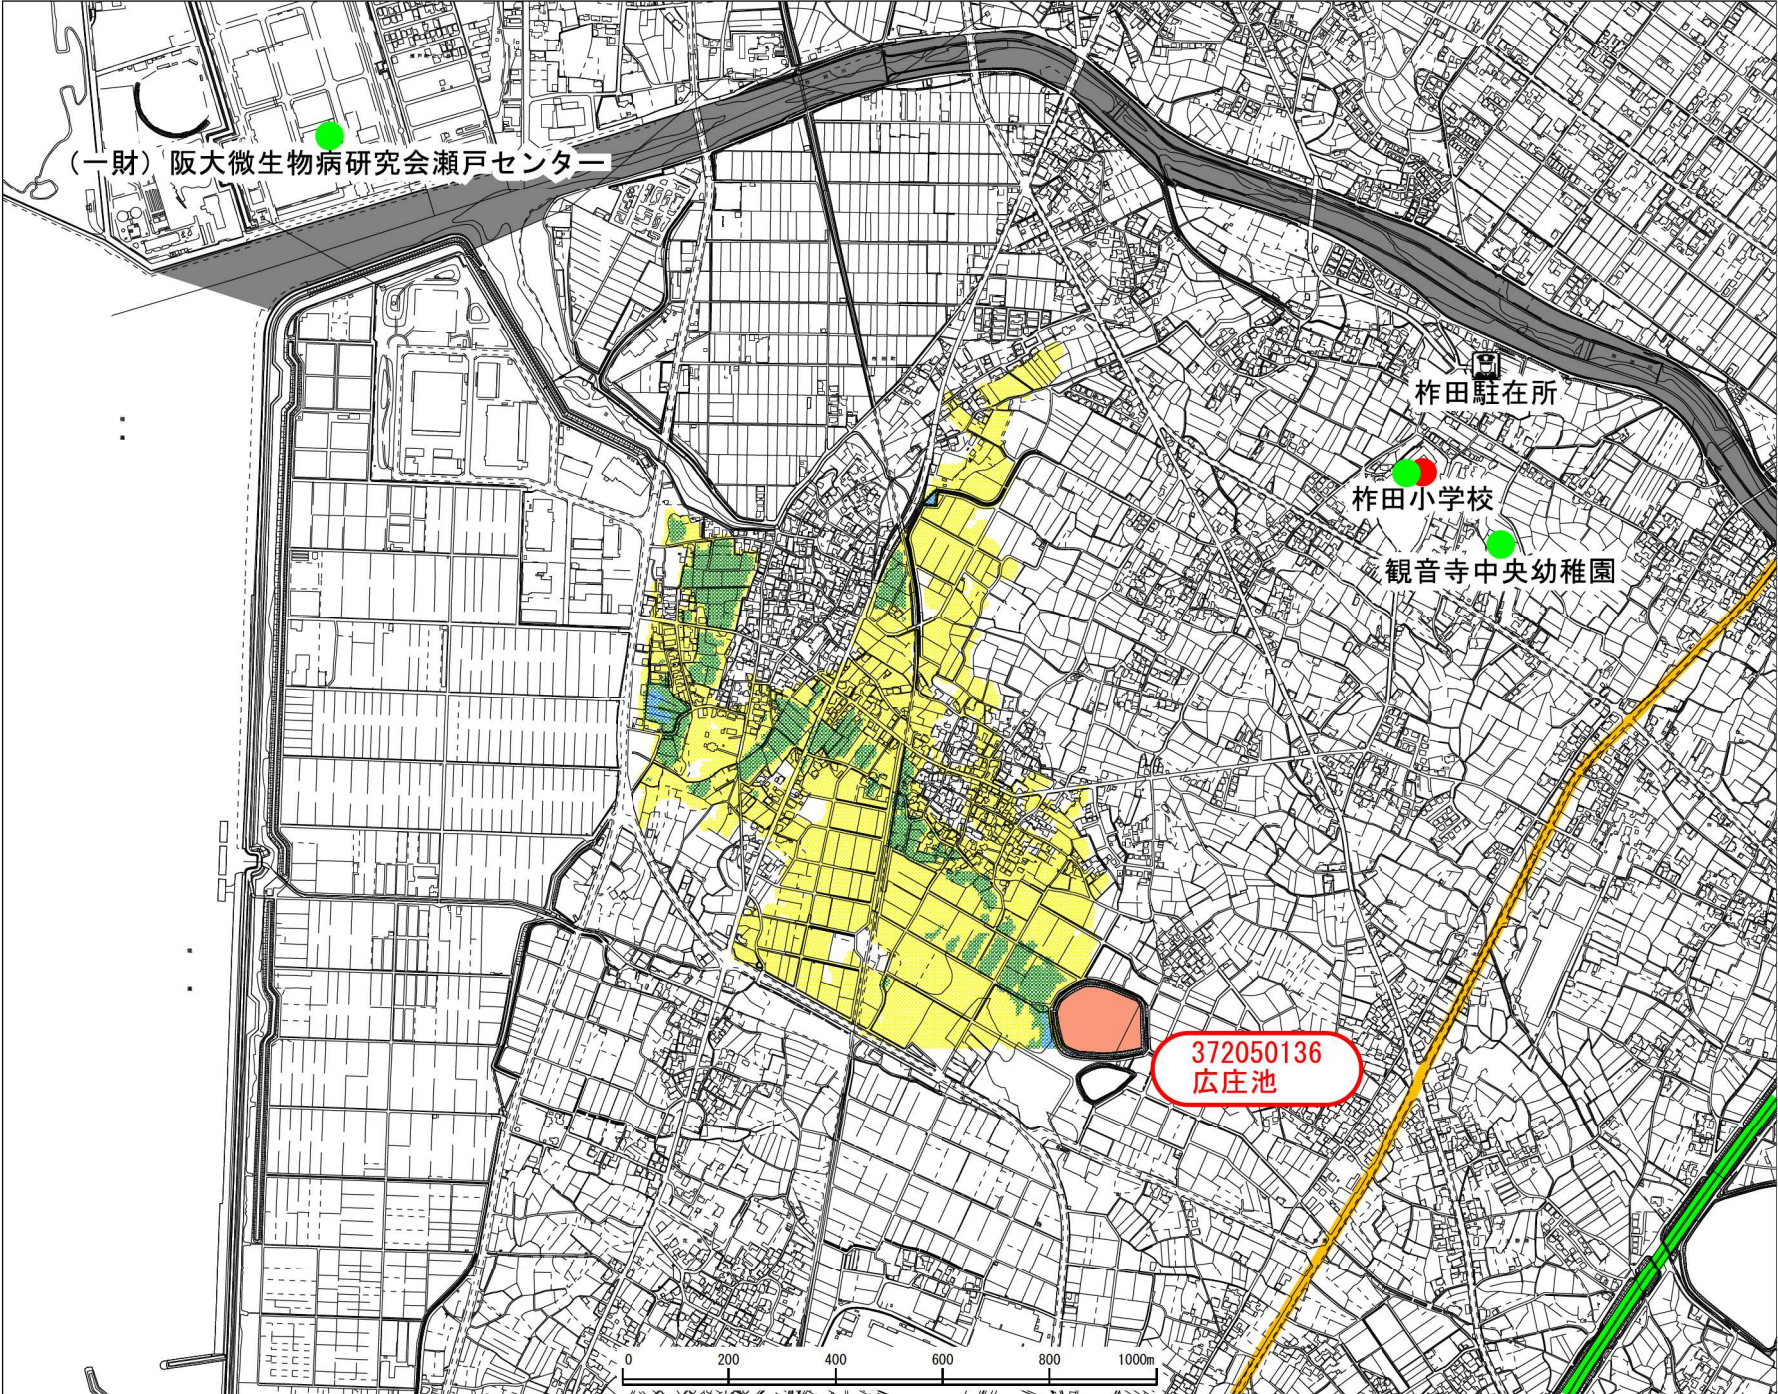 （一財）阪大微生物病研究会瀬戸センター
柞田駐在所
柞田小学校
観音寺中央幼稚園
372050136
広庄池
0 200 400 600 800 1000m